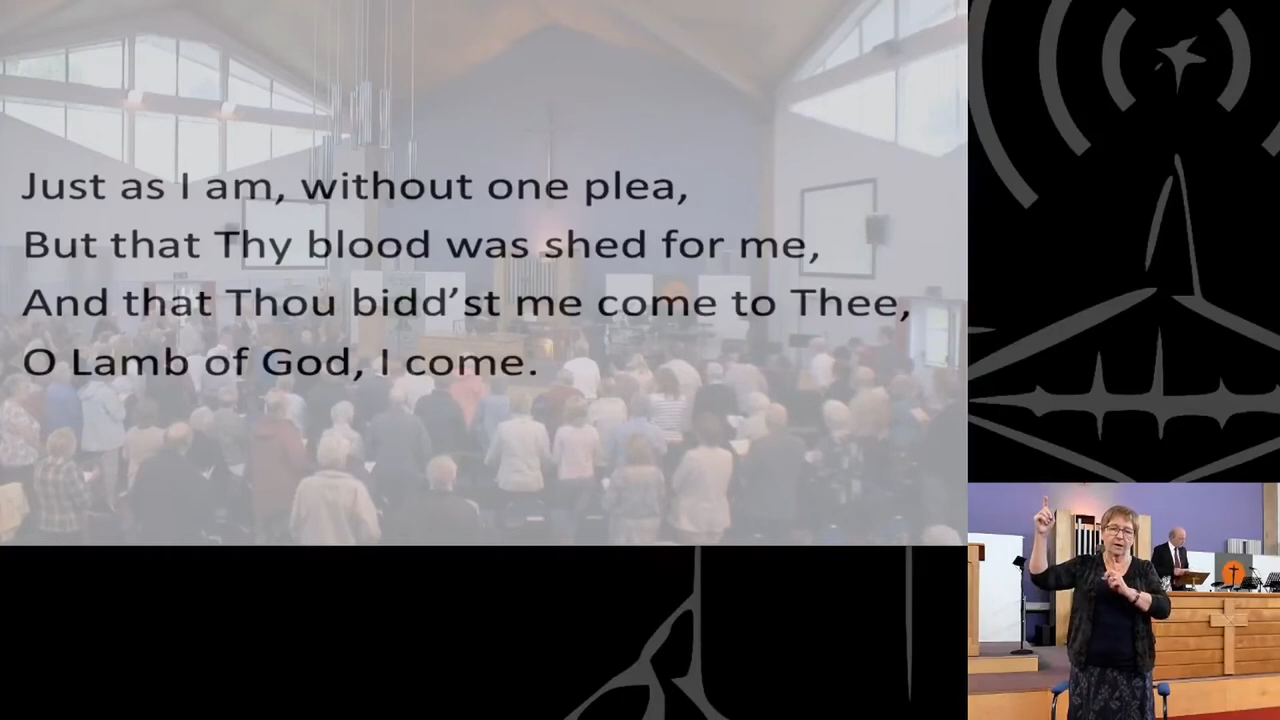 Just as I am, without one plea,
But that Thy blood was shed for me,
And that Thou bidd’st me come to Thee,
O Lamb of God, I come.